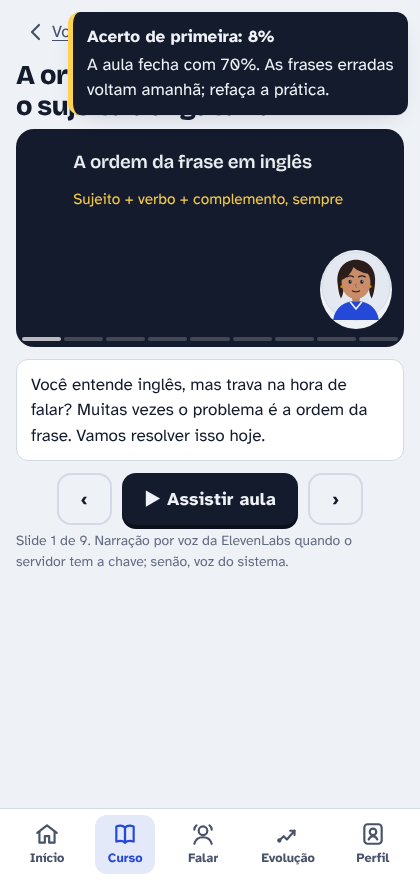 Vo
Acerto de primeira: 8%
A aula fecha com 70%. As frases erradas
voltam amanhã; refaça a prática.
A or
o suj
A ordem da frase em inglês
Sujeito + verbo + complemento, sempre
Você entende inglês, mas trava na hora de
falar? Muitas vezes o problema é a ordem da
frase. Vamos resolver isso hoje.
‹
▶ Assistir aula
›
Slide 1 de 9. Narração por voz da ElevenLabs quando o
servidor tem a chave; senão, voz do sistema.
Início
Curso
Falar
Evolução
Perfil